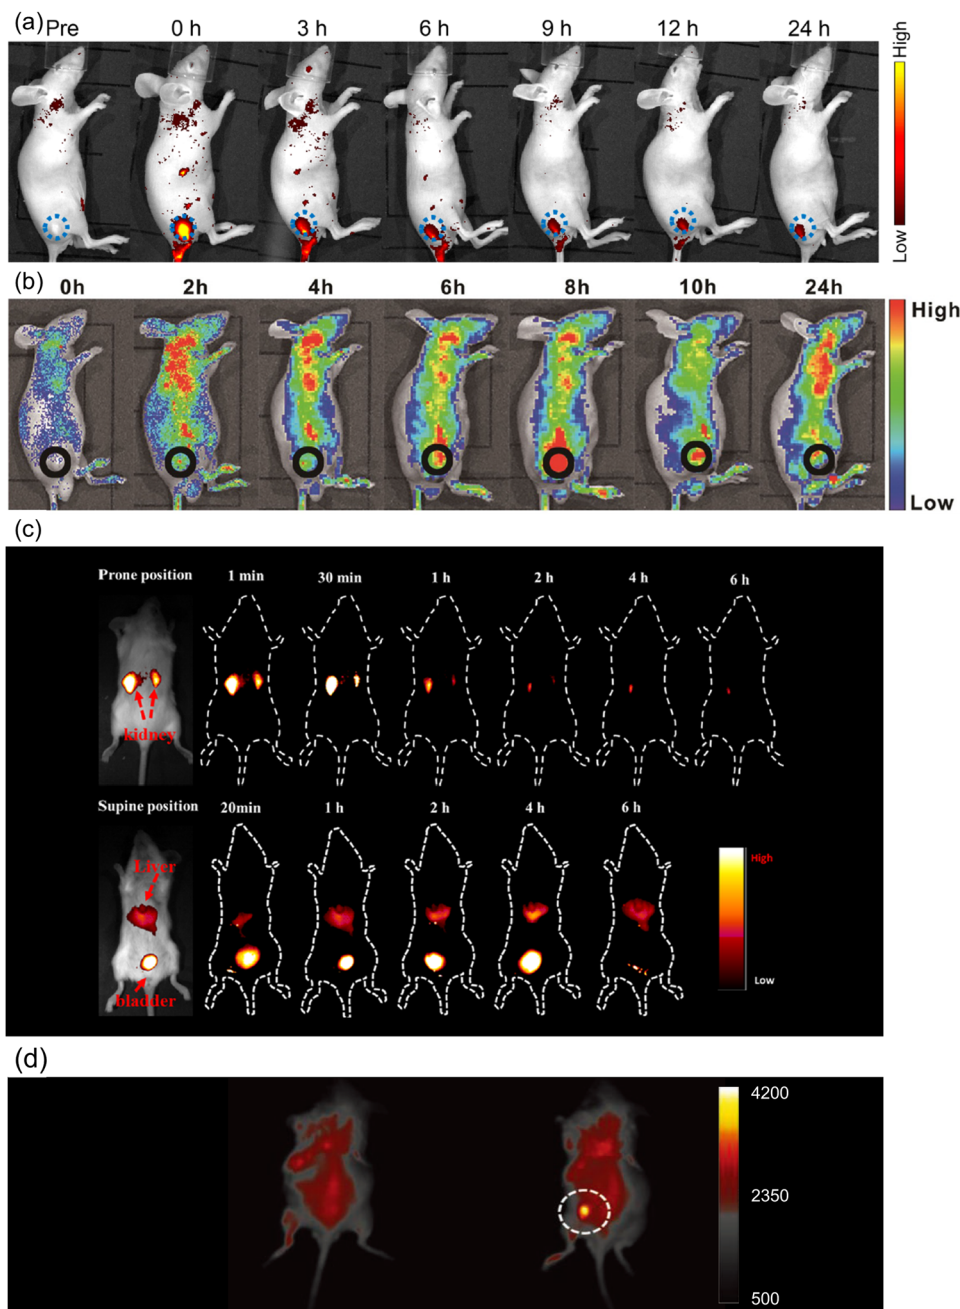 (a)
Pre 0 h 3 h 6 h 9 h 12 h 24 h
High
Low
(b)
0h 2h 4h 6h 8h 10h 24h
High
Low
(c)
Prone position 1 min 30 min 1 h 2 h 4 h 6 h
kidney
Supine position 20min 1 h 2 h 4 h 6 h
Liver
bladder
High
Low
(d)
4200
2350
500